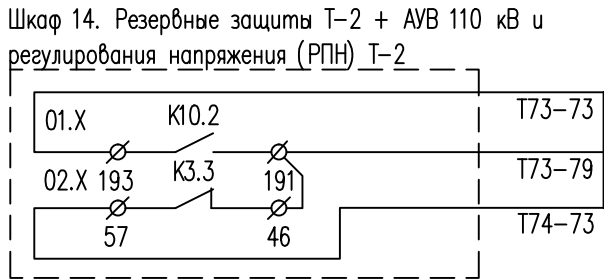 Шкаф 14. Резервные защиты Т-2 + АУВ 110 кВ и
регулирования напряжения (РПН) Т-2
01.X K10.2 T73-73
02.X 193 K3.3 191 T73-79
57 46 T74-73